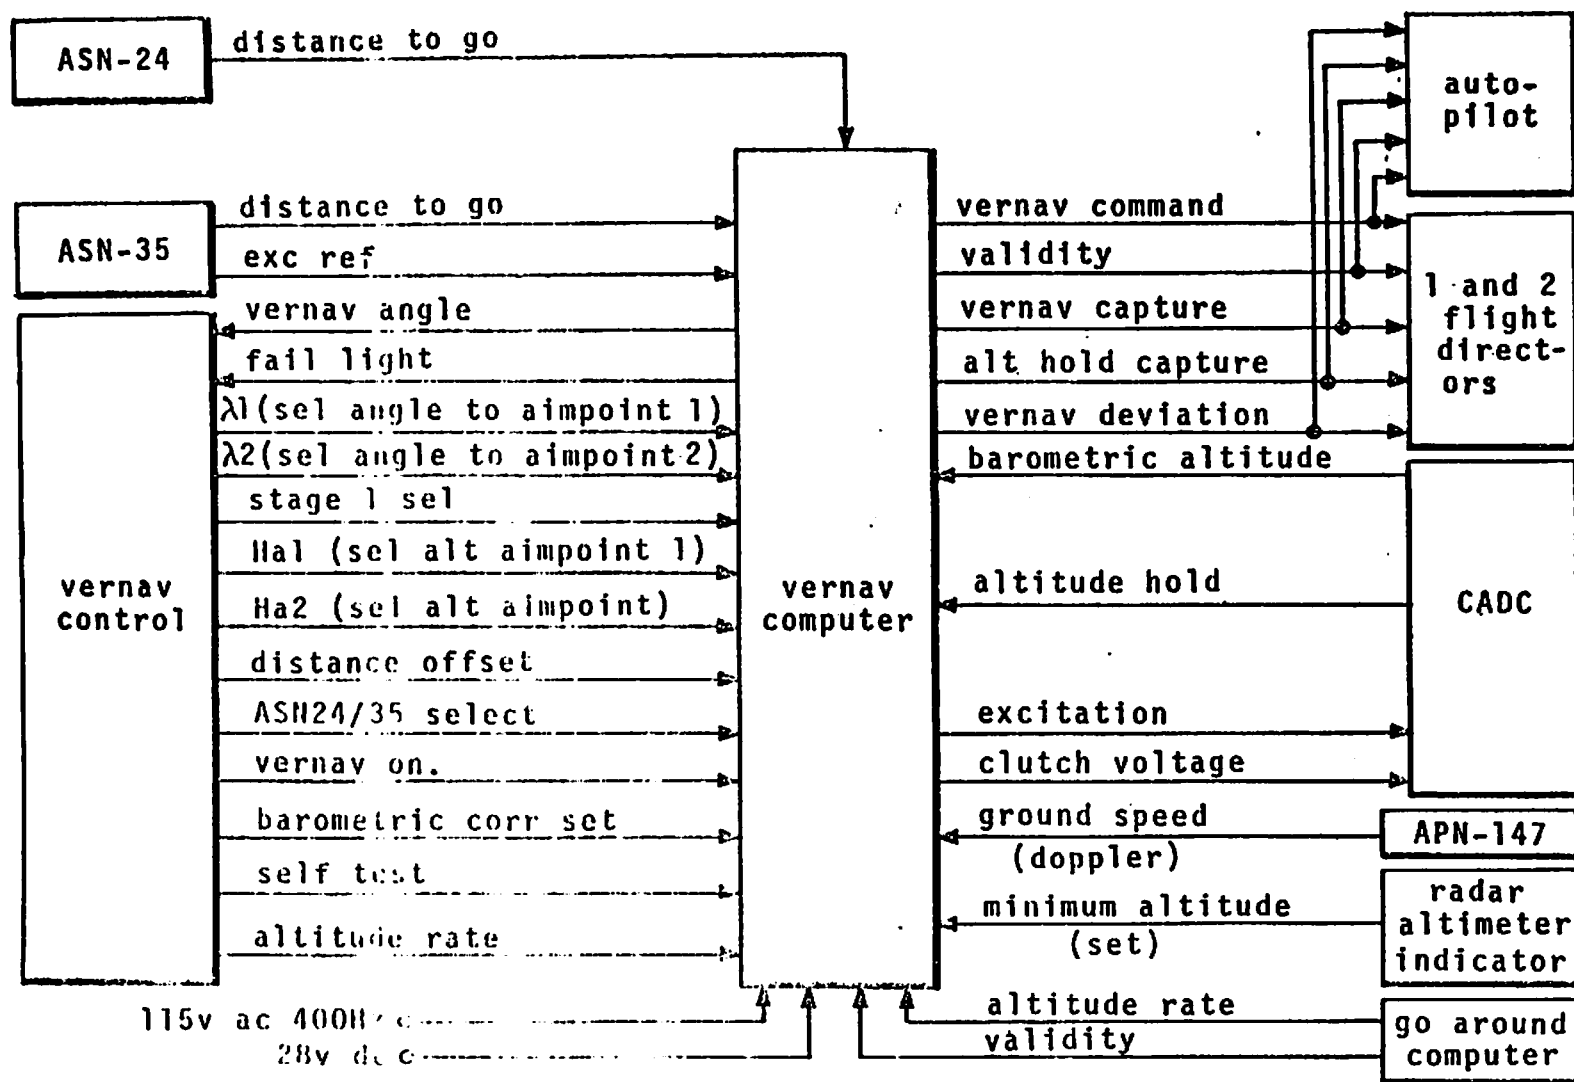 ASN-24
distance to go
auto-
pilot
ASN-35
distance to go
exc ref
vernav command
validity
vernav capture
alt hold capture
vernav deviation
1 and 2
flight
direct-
ors
vernav
control
vernav angle
fail light
λ1(sel angle to aimpoint 1)
λ2(sel angle to aimpoint 2)
stage 1 sel
Ha1 (sel alt aimpoint 1)
Ha2 (sel alt aimpoint)
distance offset
ASN24/35 select
vernav on.
barometric corr set
self test
altitude rate
vernav
computer
barometric altitude
altitude hold
excitation
clutch voltage
CADC
ground speed
(doppler)
APN-147
minimum altitude
(set)
radar
altimeter
indicator
115v ac 400Hz
28v dc
altitude rate
validity
go around
computer